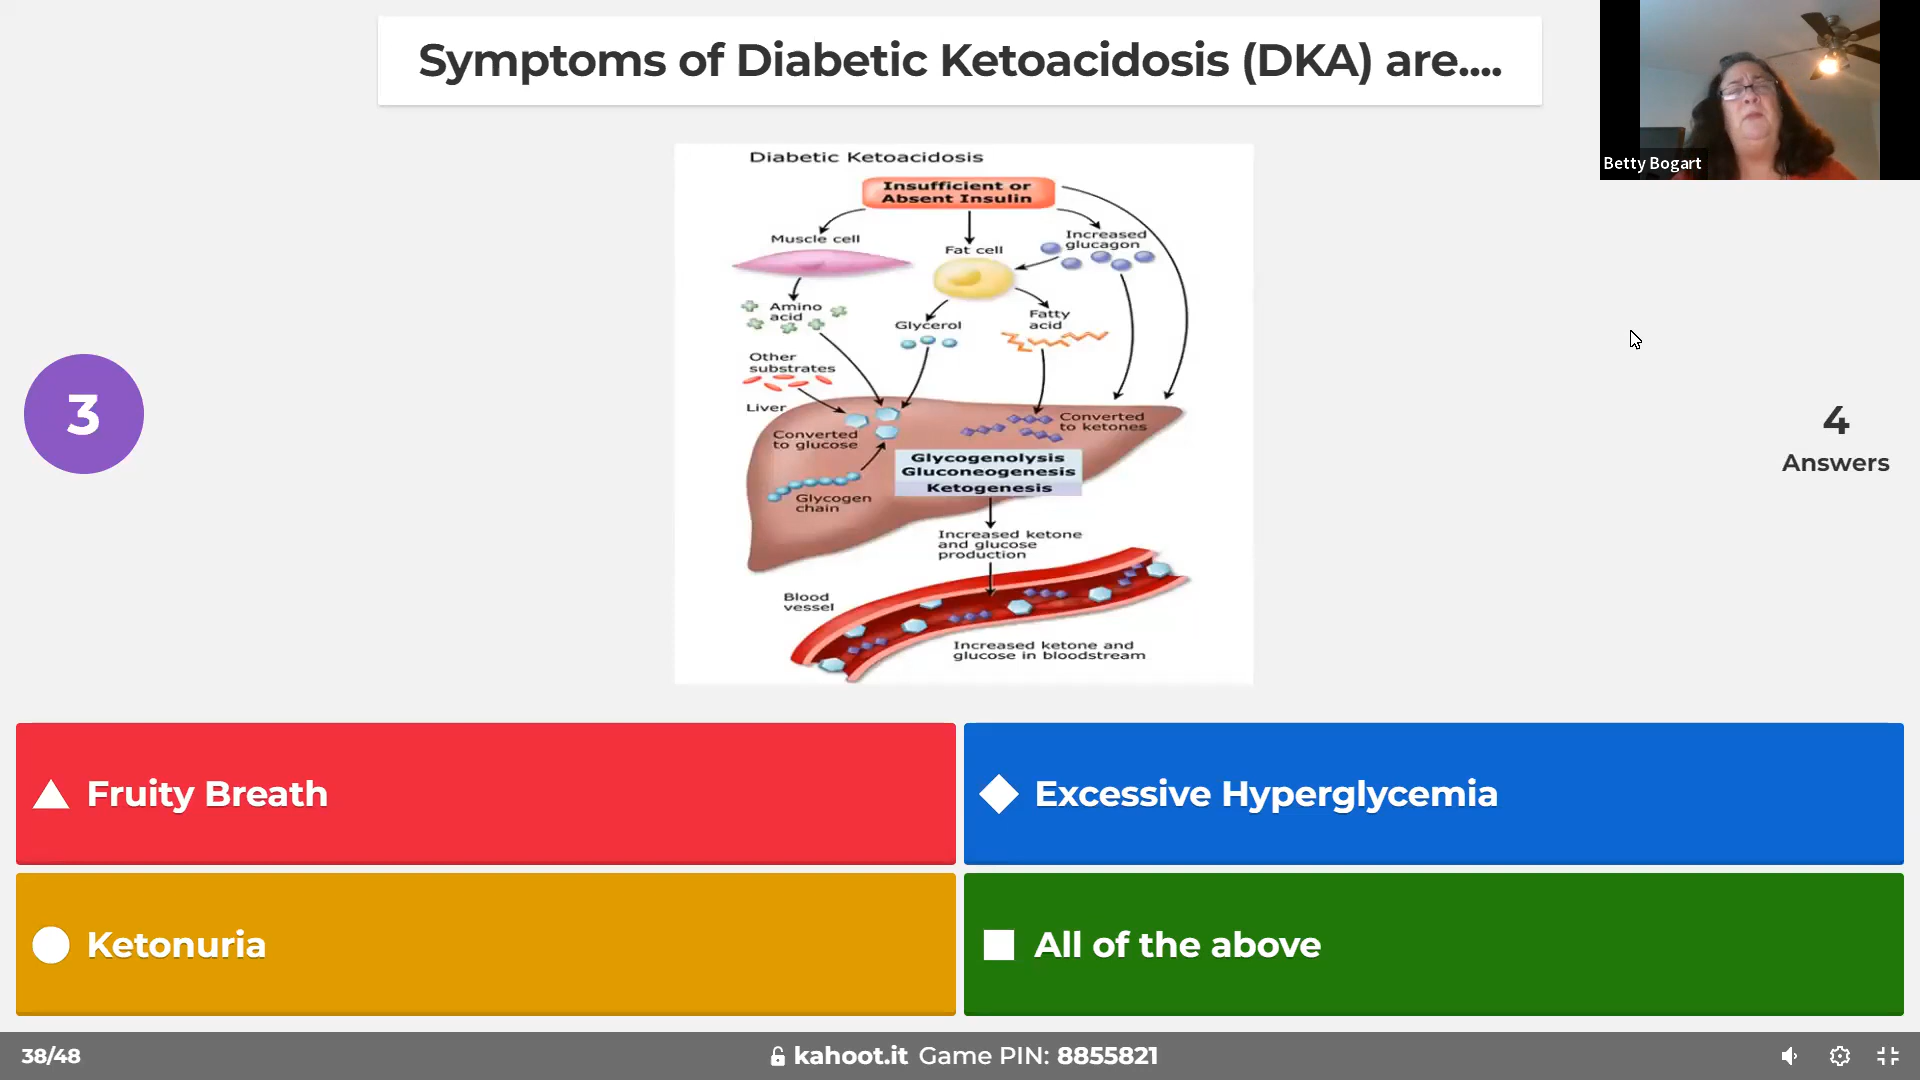 Symptoms of Diabetic Ketoacidosis (DKA) are....
Betty Bogart
Diabetic Ketoacidosis
Insufficient or
Absent Insulin
Muscle cell
Fat cell
Increased
glucagon
Amino
acid
Glycerol
Fatty
acid
Other
substrates
Liver
Converted
to glucose
Converted
to ketones
Glycogenolysis
Gluconeogenesis
Ketogenesis
Glycogen
chain
Increased ketone
and glucose
production
Blood
vessel
Increased ketone and
glucose in bloodstream
3
4
Answers
Fruity Breath
Excessive Hyperglycemia
Ketonuria
All of the above
38/48
kahoot.it Game PIN: 8855821